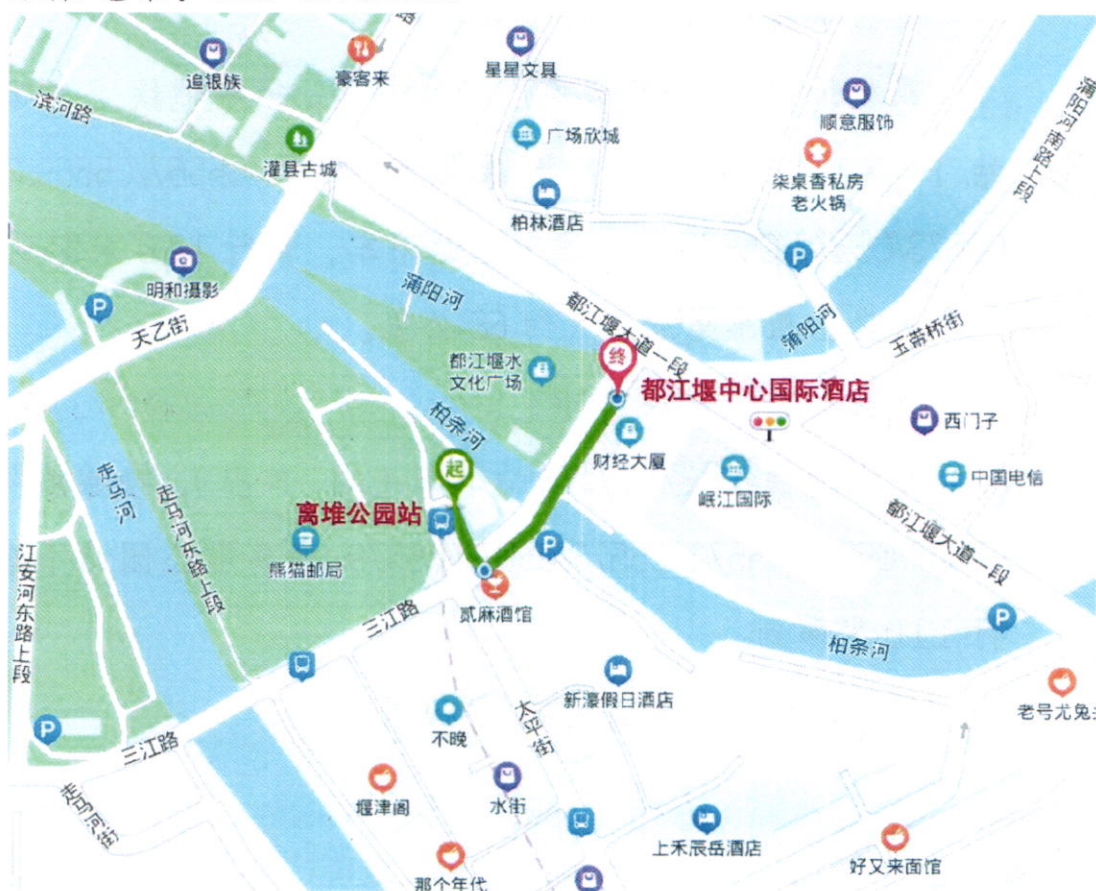 追银族
豪客来
星星文具
顺意服饰
滨河路
灌县古城
广场欣城
柒桌香私房
老火锅
蒲阳河南路上段
柏林酒店
P
明和摄影
P
天乙街
蒲阳河
都江堰大道一段
蒲阳河
玉带桥街
都江堰水
文化广场
终
都江堰中心国际酒店
柏条河
西门子
财经大厦
岷江国际
中国电信
起
离堆公园站
走马河
走马河东路上段
熊猫邮局
P
都江堰大道一段
江安河东路上段
贰麻酒馆
三江路
P
柏条河
新濠假日酒店
P
不晚
太平街
三江路
走马河街
堰津阁
水街
上禾辰岳酒店
好又来面馆
那个年代
老号尤兔